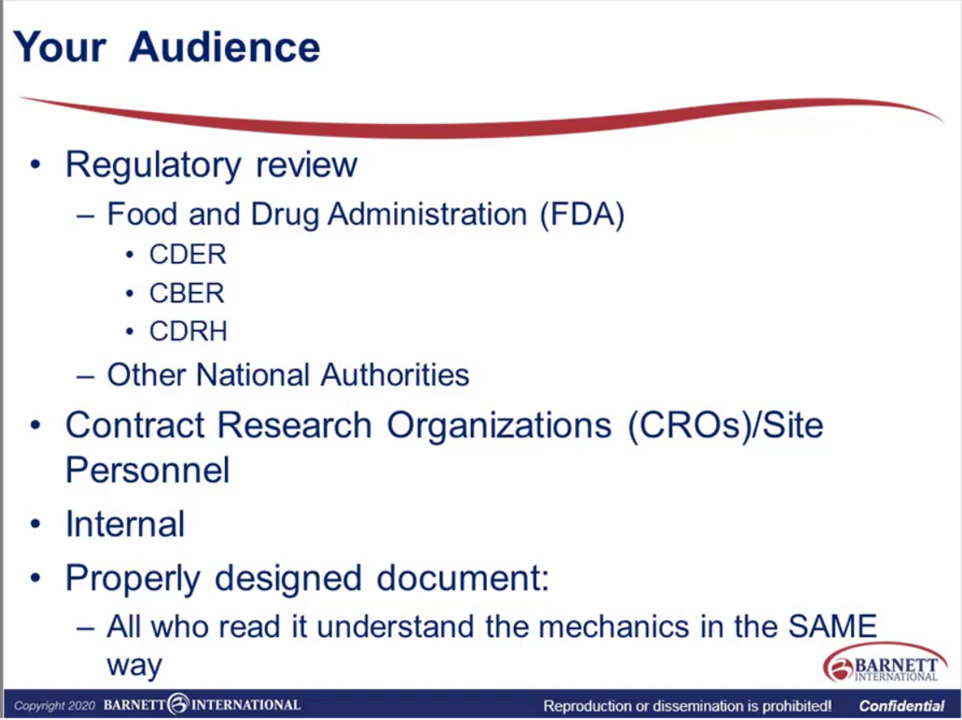 Your Audience
• Regulatory review
– Food and Drug Administration (FDA)
• CDER
• CBER
• CDRH
– Other National Authorities
• Contract Research Organizations (CROs)/Site
Personnel
• Internal
• Properly designed document:
– All who read it understand the mechanics in the SAME
way
BARNETT
INTERNATIONAL
Copyright 2020 BARNETT INTERNATIONAL Reproduction or dissemination is prohibited! Confidential